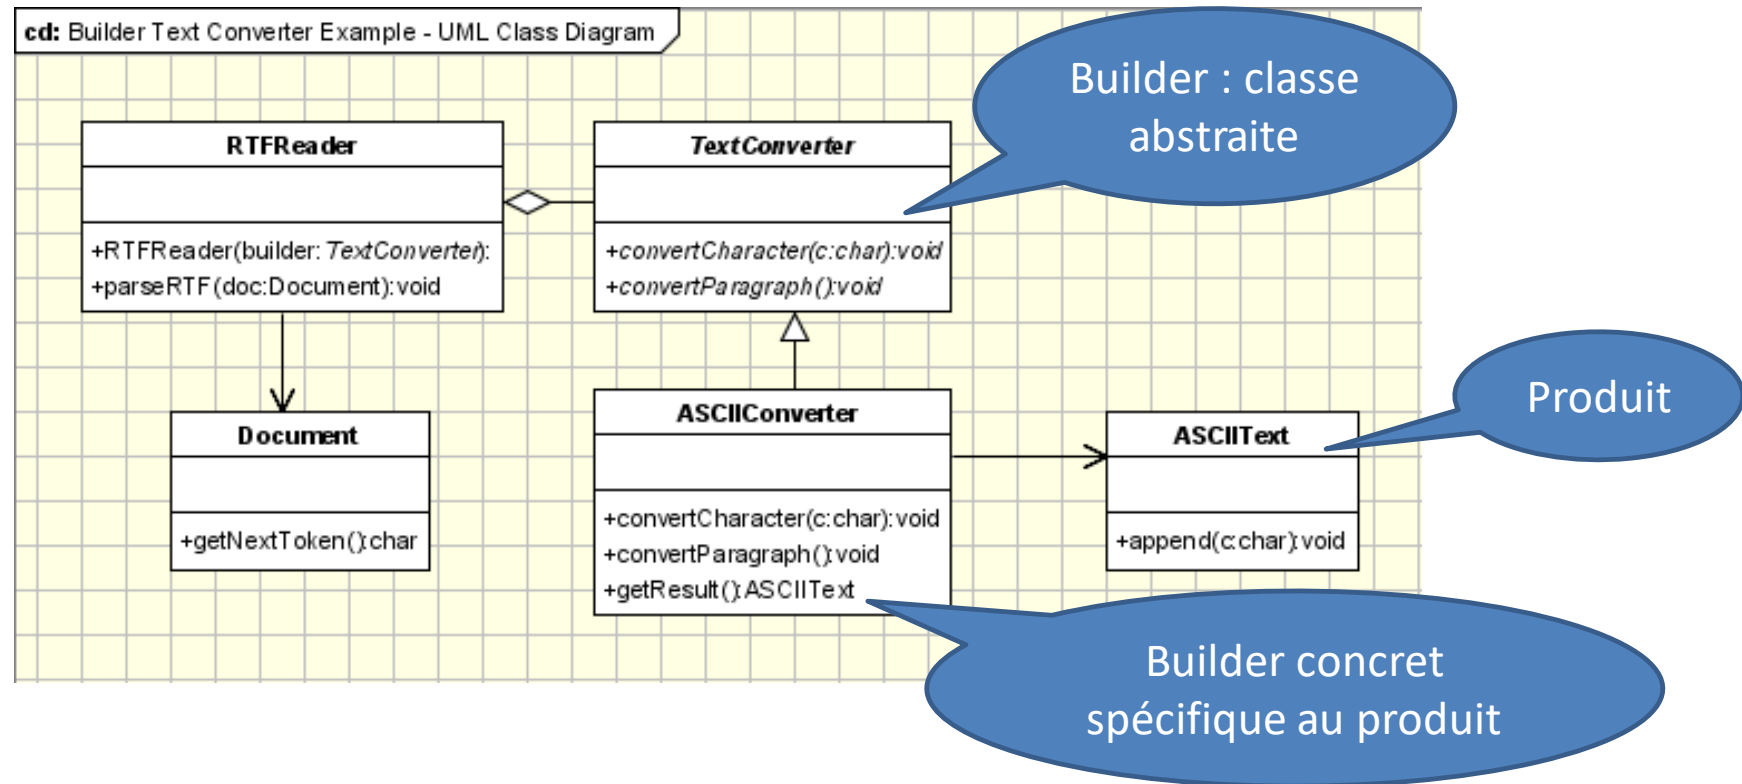 cd: Builder Text Converter Example - UML Class Diagram
Builder : classe
abstraite
RTFReader
+RTFReader(builder: TextConverter):
+parseRTF(doc:Document):void
TextConverter
+convertCharacter(c:char):void
+convertParagraph():void
Document
+getNextToken():char
ASCIIConverter
+convertCharacter(c:char):void
+convertParagraph():void
+getResult():ASCIIText
ASCIIText
+append(c:char):void
Produit
Builder concret
spécifique au produit